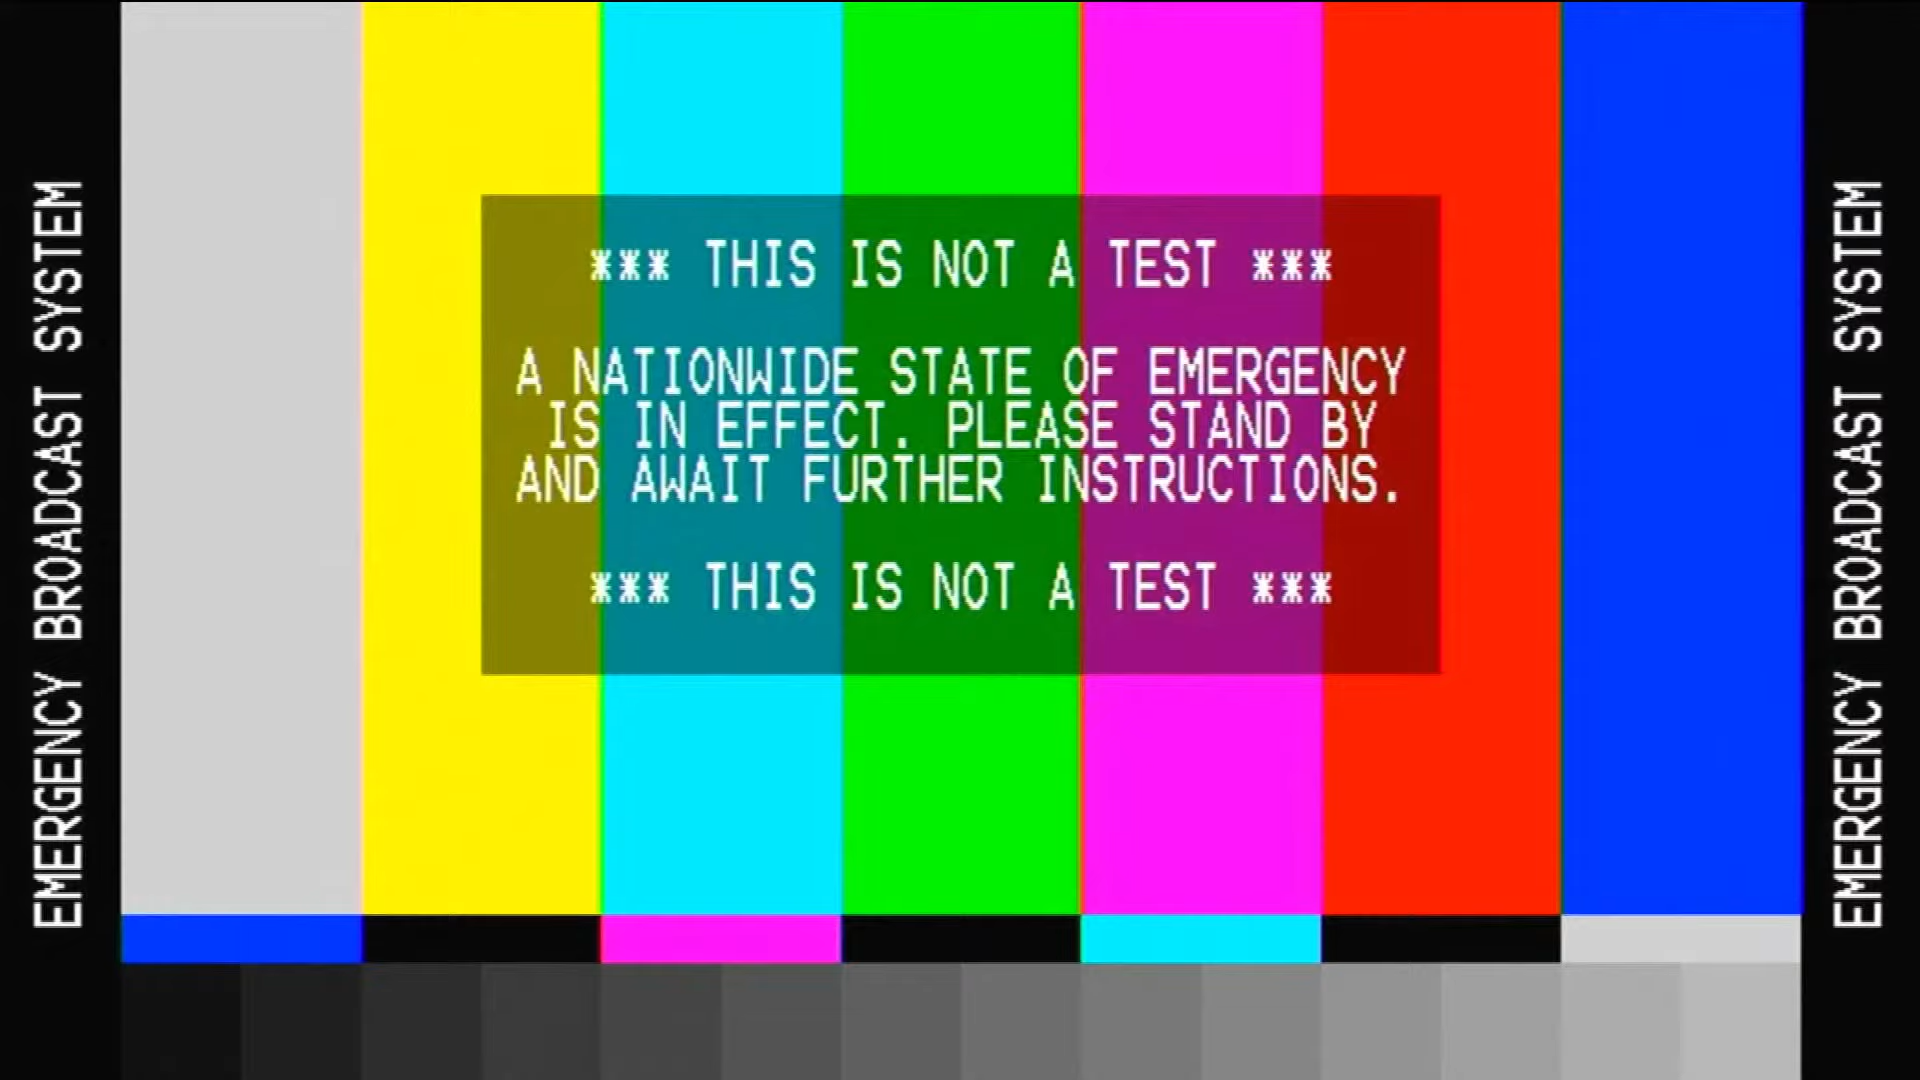 EMERGENCY BROADCAST SYSTEM
*** THIS IS NOT A TEST ***
A NATIONWIDE STATE OF EMERGENCY
IS IN EFFECT. PLEASE STAND BY
AND AWAIT FURTHER INSTRUCTIONS.
*** THIS IS NOT A TEST ***
EMERGENCY BROADCAST SYSTEM